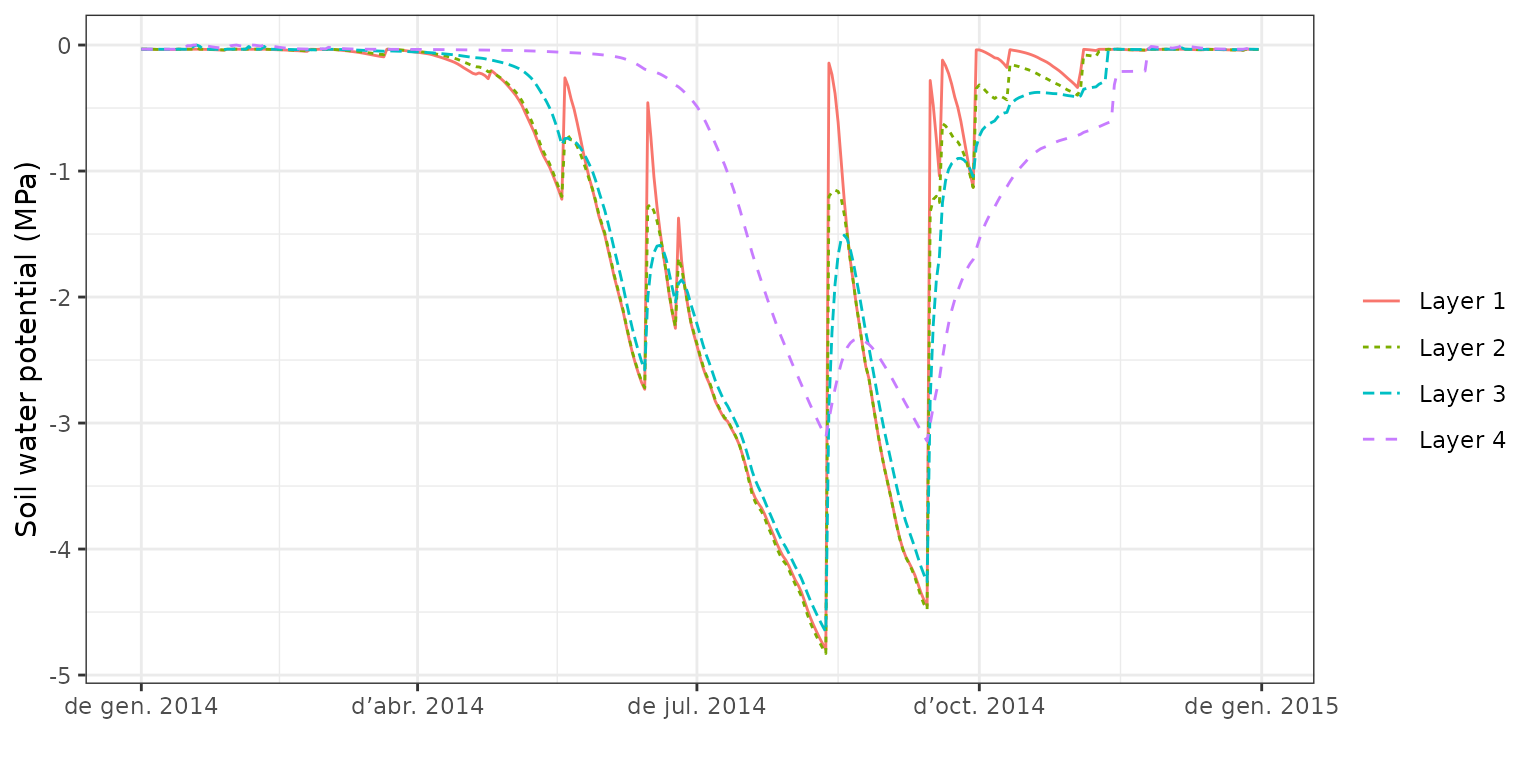 Soil water potential (MPa)
0
-1
-2
-3
-4
-5
de gen. 2014
d’abr. 2014
de jul. 2014
d’oct. 2014
de gen. 2015
Layer 1
Layer 2
Layer 3
Layer 4